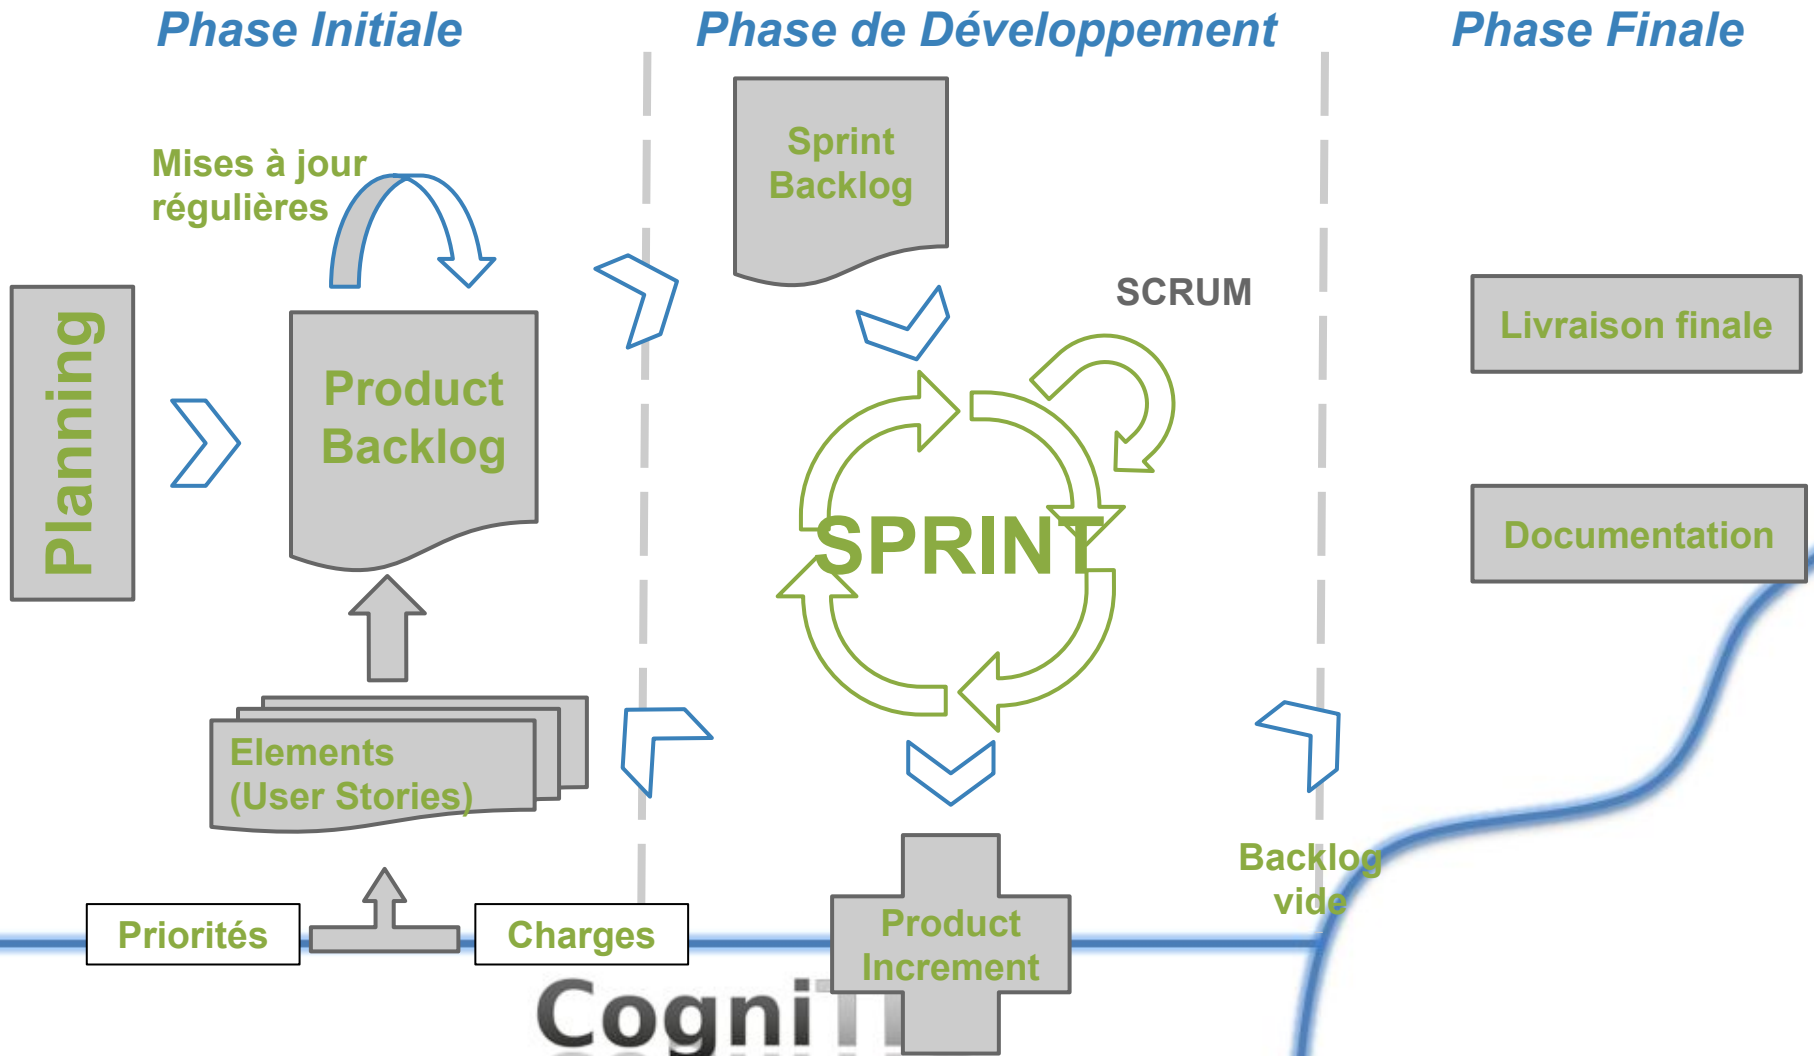 Phase Initiale
Phase de Développement
Phase Finale
Mises à jour
régulières
Planning
Product
Backlog
Elements
(User Stories)
Priorités
Charges
Sprint
Backlog
SCRUM
SPRINT
Product
Increment
Backlog
vide
Livraison finale
Documentation
Cogni